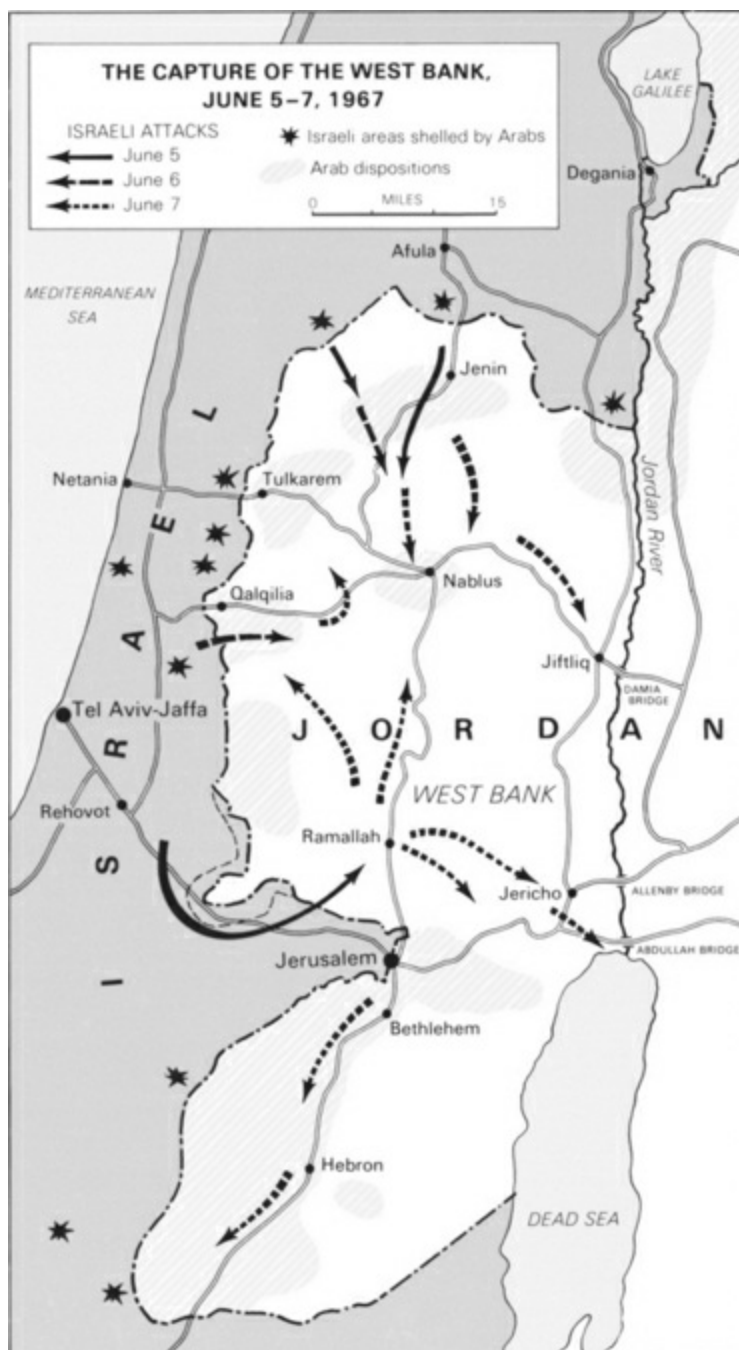 THE CAPTURE OF THE WEST BANK,
JUNE 5–7, 1967
ISRAELI ATTACKS
June 5
June 6
June 7
Israeli areas shelled by Arabs
Arab dispositions
0 MILES 15
LAKE
GALILEE
Degania
Afula
MEDITERRANEAN
SEA
Jenin
Netania
Tulkarem
Jordan River
Nablus
Qalqilia
Jiftliq
DAMIA
BRIDGE
Tel Aviv-Jaffa
JORDAN
WEST BANK
Rehovot
Ramallah
Jericho
ALLENBY BRIDGE
ABDULLAH BRIDGE
Jerusalem
ISRAEL
Bethlehem
Hebron
DEAD SEA